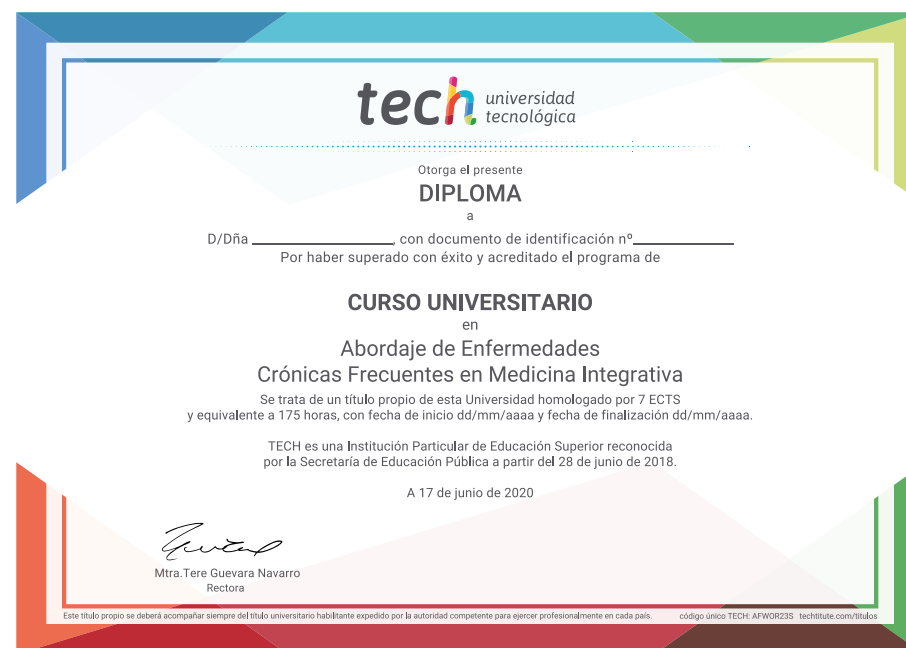 tech universidad
tecnológica
Otorga el presente
DIPLOMA
a
D/Dña ____________________, con documento de identificación nº______________
Por haber superado con éxito y acreditado el programa de
CURSO UNIVERSITARIO
en
Abordaje de Enfermedades
Crónicas Frecuentes en Medicina Integrativa
Se trata de un título propio de esta Universidad homologado por 7 ECTS
y equivalente a 175 horas, con fecha de inicio dd/mm/aaaa y fecha de finalización dd/mm/aaaa.
TECH es una Institución Particular de Educación Superior reconocida
por la Secretaría de Educación Pública a partir del 28 de junio de 2018.
A 17 de junio de 2020
Mtra.Tere Guevara Navarro
Rectora
Este título propio se deberá acompañar siempre del título universitario habilitante expedido por la autoridad competente para ejercer profesionalmente en cada país. código único TECH: AFWOR23S techtitute.com/titulos